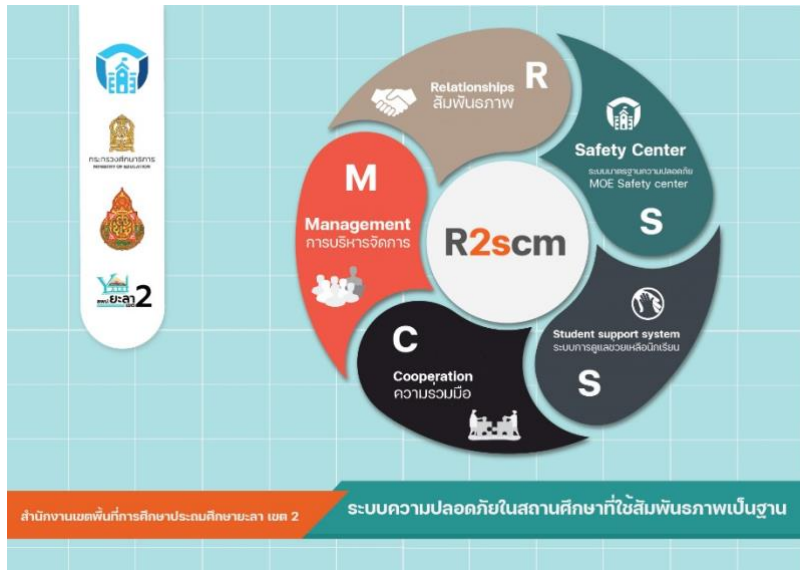 กระทรวงศึกษาธิการ
MINISTRY OF EDUCATION
สพป ยะลา เขต 2
R
Relationships
สัมพันธภาพ
Safety Center
ระบบมาตรฐานความปลอดภัย
MOE Safety center
S
Student support system
ระบบการดูแลช่วยเหลือนักเรียน
S
C
Cooperation
ความร่วมมือ
M
Management
การบริหารจัดการ
R2scm
สำนักงานเขตพื้นที่การศึกษาประถมศึกษายะลา เขต 2
ระบบความปลอดภัยในสถานศึกษาที่ใช้สัมพันธภาพเป็นฐาน